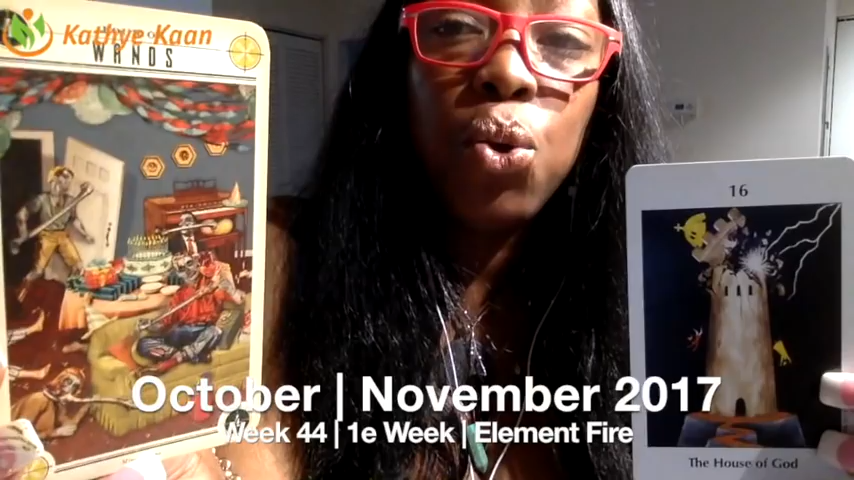 Kathye Kaan
WANDS
16
October | November 2017
Week 44 | 1e Week | Element Fire
The House of God